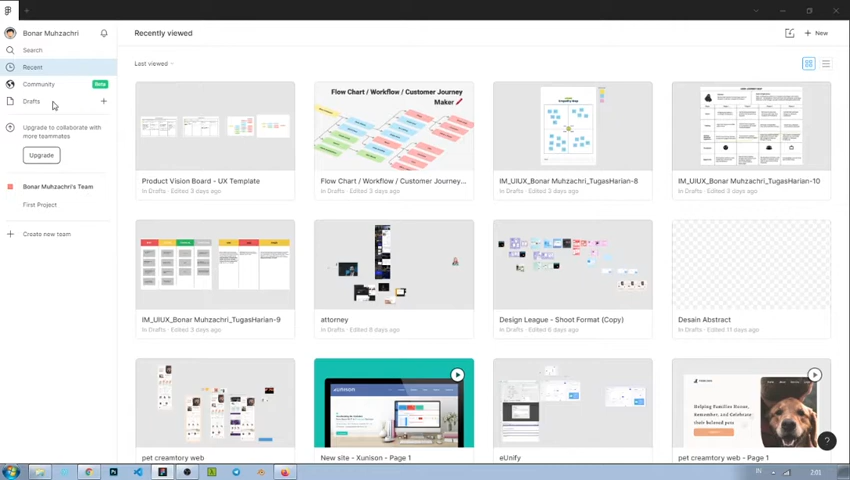 Bonar Muhzachri
Search
Recent
Community
Beta
Drafts
Upgrade to collaborate with
more teammates
Upgrade
Bonar Muhzachri's Team
First Project
Create new team
Recently viewed
New
Last viewed
Product Vision Board - UX Template
In Drafts · Edited 3 days ago
Flow Chart / Workflow / Customer Journey
Maker
Flow Chart / Workflow / Customer Journey...
In Drafts · Edited 3 days ago
IM_UIUX_Bonar Muhzachri_TugasHarian-8
In Drafts · Edited 3 days ago
IM_UIUX_Bonar Muhzachri_TugasHarian-10
In Drafts · Edited 3 days ago
IM_UIUX_Bonar Muhzachri_TugasHarian-9
In Drafts · Edited 3 days ago
attorney
In Drafts · Edited 6 days ago
Design League - Shoot Format (Copy)
In Drafts · Edited 6 days ago
Desain Abstract
In Drafts · Edited 11 days ago
pet creamtory web
New site - Xunison - Page 1
eUnify
Helping Families Honor,
Remember, and Celebrate
their beloved pets
pet creamtory web - Page 1
IN
2:01